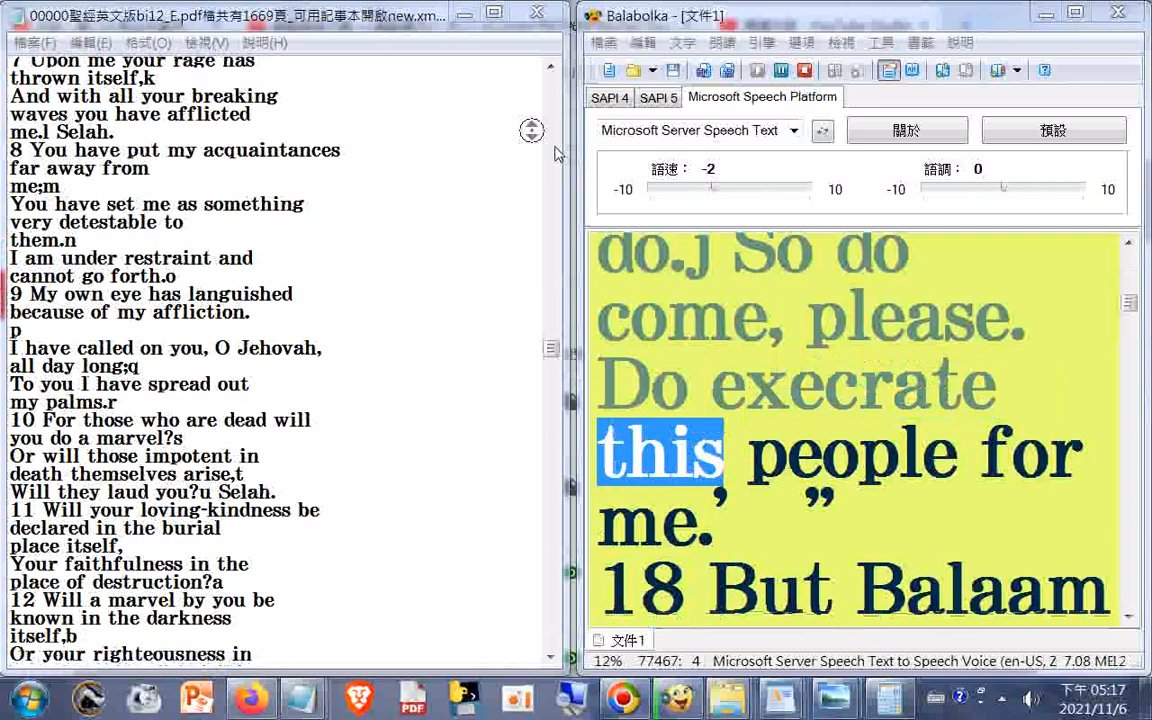 00000聖經英文版bi12_E.pdf檔共有1669頁_可用記事本開啟new.xm...
檔案(F) 編輯(E) 格式(O) 檢視(V) 說明(H)
7 Upon me your rage has
thrown itself,k
And with all your breaking
waves you have afflicted
me.l Selah.
8 You have put my acquaintances
far away from
me;m
You have set me as something
very detestable to
them.n
I am under restraint and
cannot go forth.o
9 My own eye has languished
because of my affliction.
p
I have called on you, O Jehovah,
all day long;q
To you I have spread out
my palms.r
10 For those who are dead will
you do a marvel?s
Or will those impotent in
death themselves arise,t
Will they laud you?u Selah.
11 Will your loving-kindness be
declared in the burial
place itself,
Your faithfulness in the
place of destruction?a
12 Will a marvel by you be
known in the darkness
itself,b
Or your righteousness in
Balabolka - [文件1]
檔案 編輯 文字 朗讀 引擎 選項 檢視 工具 書籤 說明
SAPI 4 SAPI 5 Microsoft Speech Platform
Microsoft Server Speech Text 關於 預設
語速: -2 語調: 0
-10 10 -10 10
do.j So do
come, please.
Do execrate
this people for
me.’ ”
18 But Balaam
文件1
12% 77467: 4 Microsoft Server Speech Text to Speech Voice (en-US, Z 7.08 ME12
PDF
下午 05:17
2021/11/6